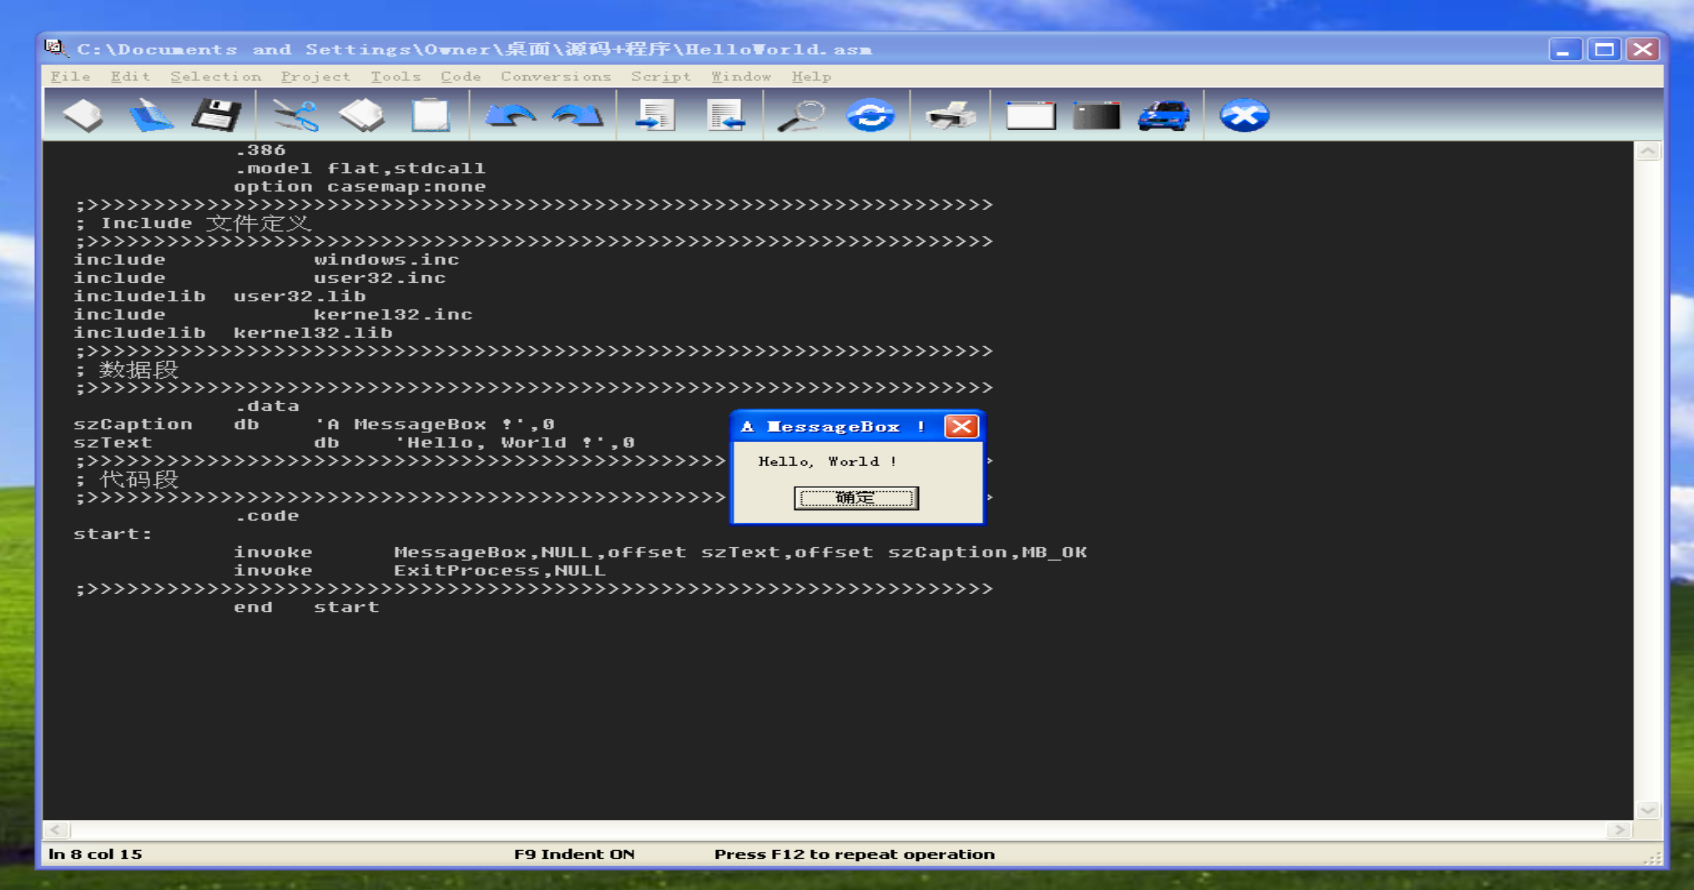 C:\Documents and Settings\Owner\桌面\源码+程序\HelloWorld.asm
File Edit Selection Project Tools Code Conversions Script Window Help
.386
.model flat,stdcall
option casemap:none
;>>>>>>>>>>>>>>>>>>>>>>>>>>>>>>>>>>>>>>>>>>>>>>>>>>>>>>>>>>>>>>>>>>>>
; Include 文件定义
;>>>>>>>>>>>>>>>>>>>>>>>>>>>>>>>>>>>>>>>>>>>>>>>>>>>>>>>>>>>>>>>>>>>>
include windows.inc
include user32.inc
includelib user32.lib
include kernel32.inc
includelib kernel32.lib
;>>>>>>>>>>>>>>>>>>>>>>>>>>>>>>>>>>>>>>>>>>>>>>>>>>>>>>>>>>>>>>>>>>>>
; 数据段
;>>>>>>>>>>>>>>>>>>>>>>>>>>>>>>>>>>>>>>>>>>>>>>>>>>>>>>>>>>>>>>>>>>>>
.data
szCaption db 'A MessageBox !',0
szText db 'Hello, World !',0
;>>>>>>>>>>>>>>>>>>>>>>>>>>>>>>>>>>>>>>>>>>>>>>>>
; 代码段
;>>>>>>>>>>>>>>>>>>>>>>>>>>>>>>>>>>>>>>>>>>>>>>>>
.code
start:
invoke MessageBox,NULL,offset szText,offset szCaption,MB_OK
invoke ExitProcess,NULL
;>>>>>>>>>>>>>>>>>>>>>>>>>>>>>>>>>>>>>>>>>>>>>>>>>>>>>>>>>>>>>>>>>>>>
end start
A MessageBox !
Hello, World !
确定
ln 8 col 15 F9 Indent ON Press F12 to repeat operation